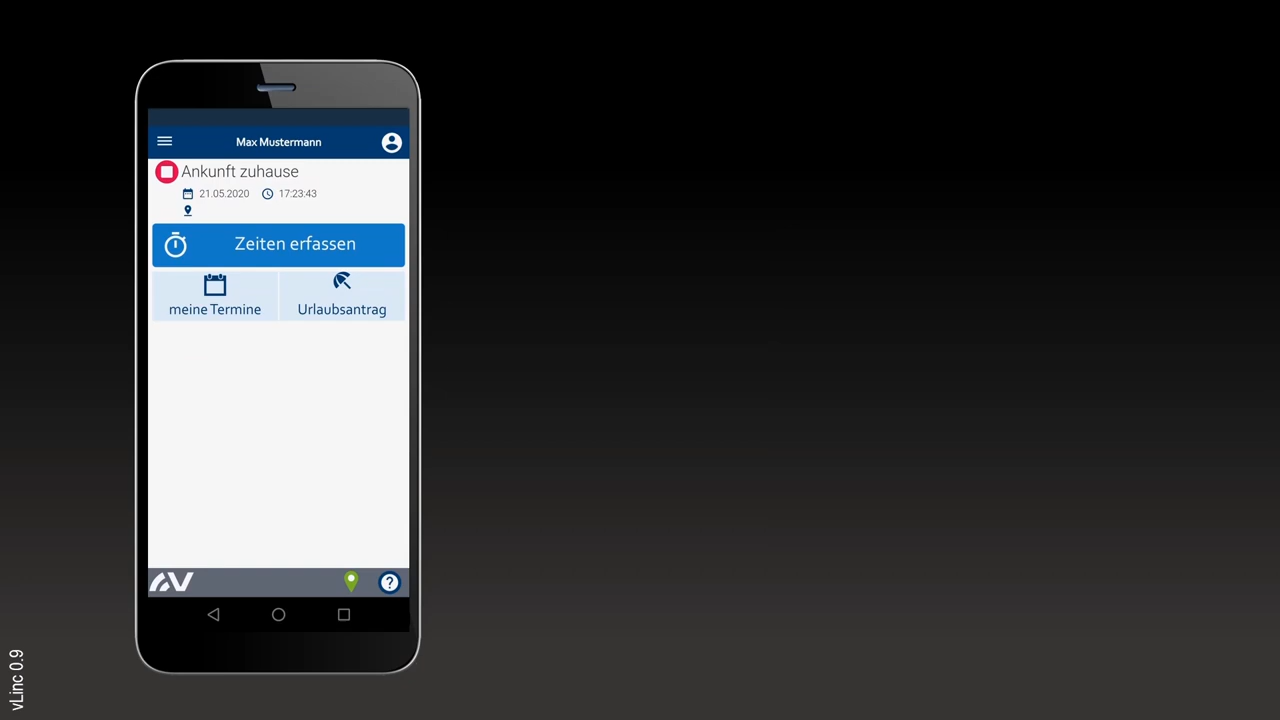 Max Mustermann
Ankunft zuhause
21.05.2020 17:23:43
Zeiten erfassen
meine Termine
Urlaubsantrag
?
vLinc 0.9